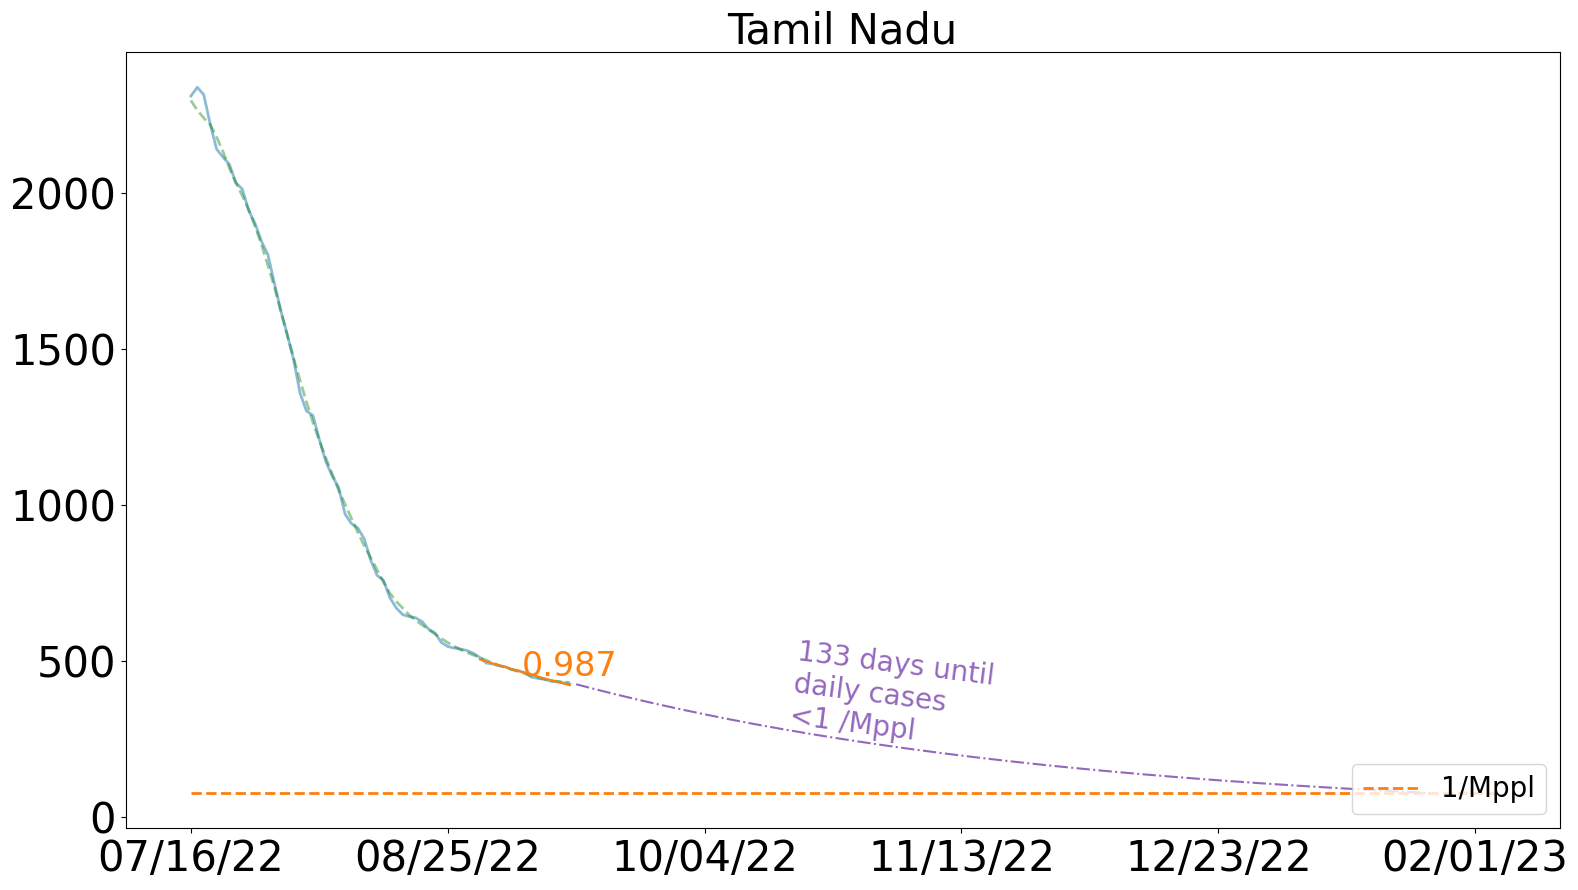 Tamil Nadu
2000
1500
1000
500
0
0.987
133 days until
daily cases
<1 /Mppl
1/Mppl
07/16/22
08/25/22
10/04/22
11/13/22
12/23/22
02/01/23